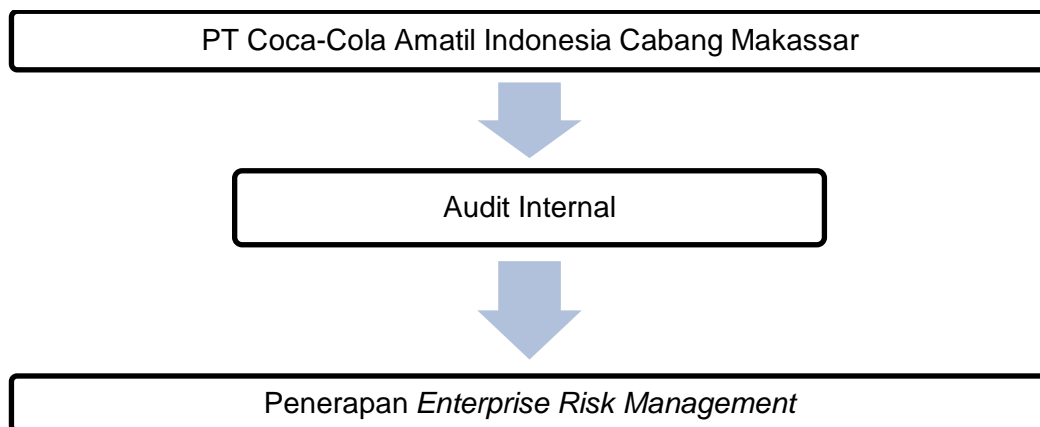 PT Coca-Cola Amatil Indonesia Cabang Makassar
Audit Internal
Penerapan Enterprise Risk Management